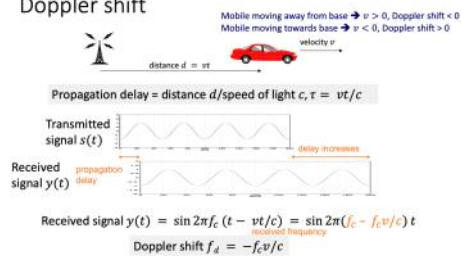 Doppler shift
Mobile moving away from base ➔ v > 0, Doppler shift < 0
Mobile moving towards base ➔ v < 0, Doppler shift > 0
velocity v
distance d = vt
Propagation delay = distance d/speed of light c, τ = vt/c
Transmitted
signal s(t)
delay increases
Received
signal y(t)
propagation
delay
Received signal y(t) = sin 2πf_c (t − vt/c) = sin 2π(f_c − f_c v/c) t
received frequency
Doppler shift f_d = −f_c v/c